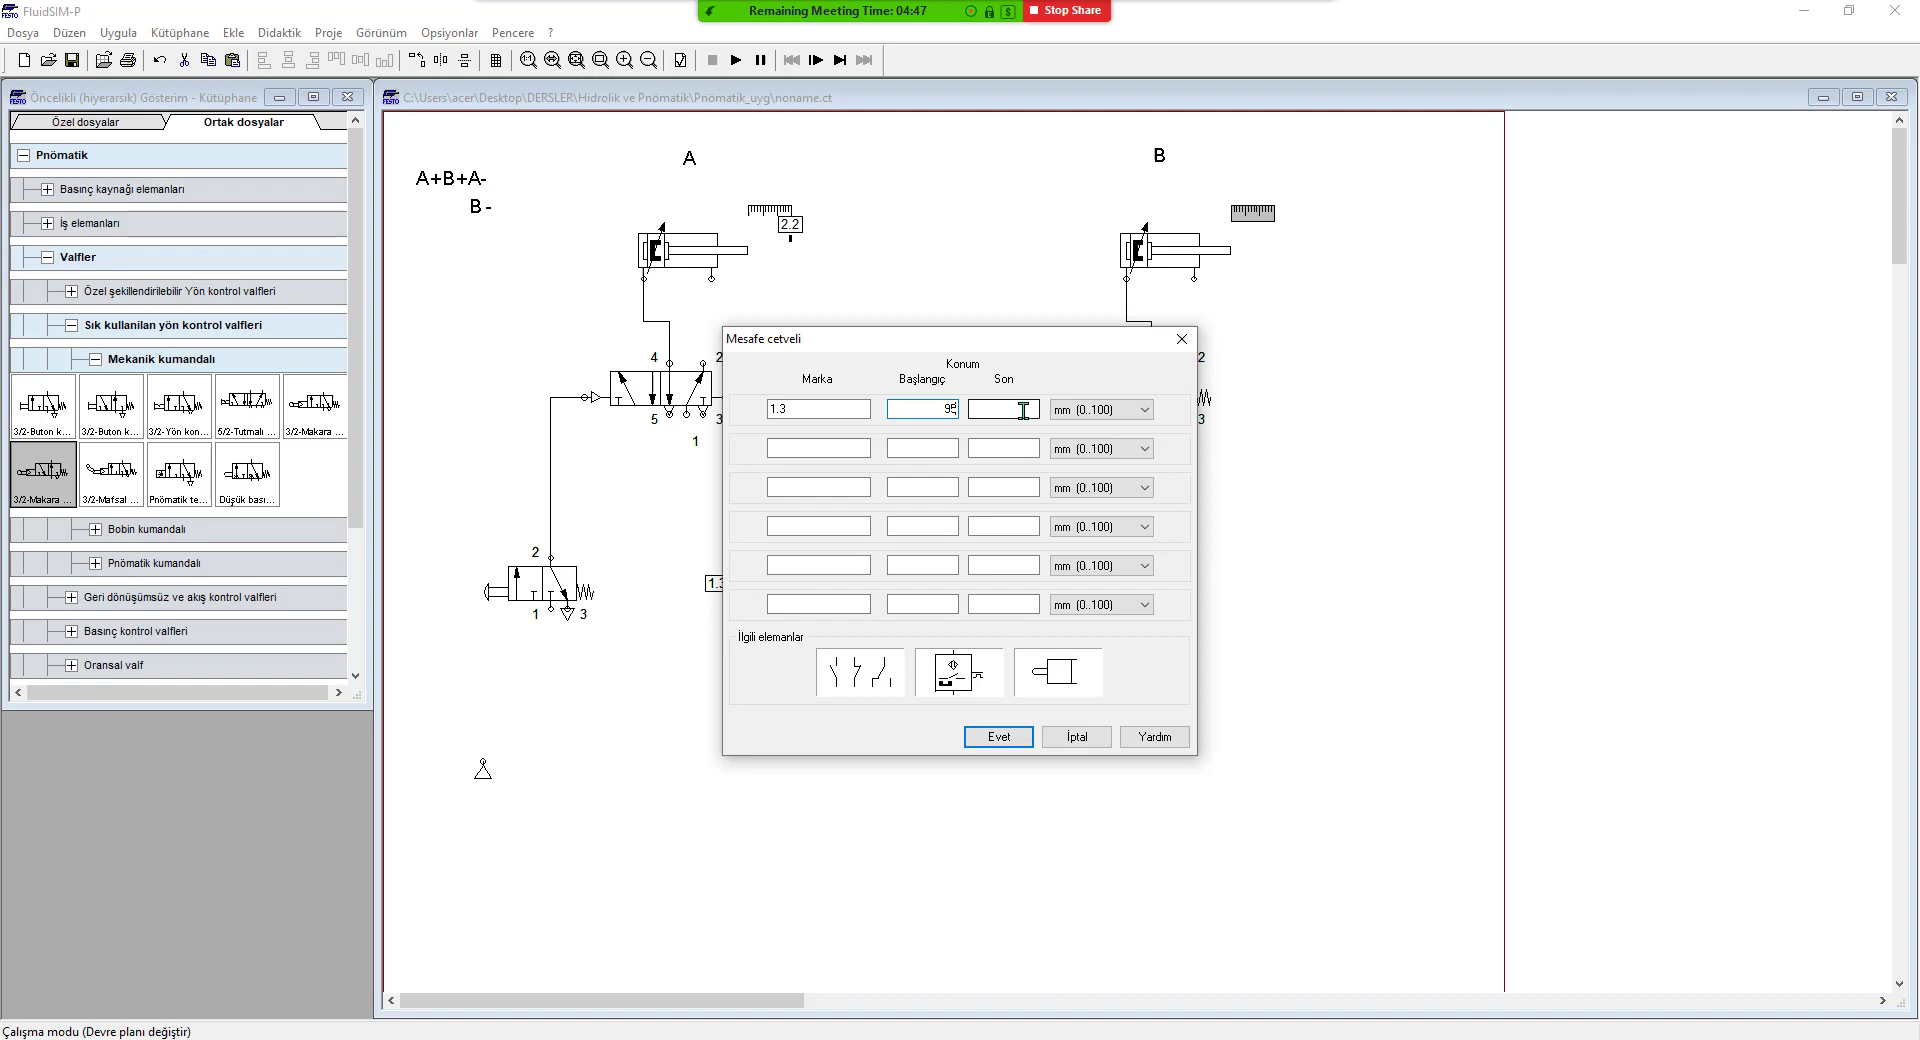 FluidSIM-P
Remaining Meeting Time: 04:47
Stop Share
Dosya Düzen Uygula Kütüphane Ekle Didaktik Proje Görünüm Opsiyonlar Pencere ?
FESTO Öncelikli (hiyerarsik) Gösterim - Kütüphane
FESTO C:\Users\acer\Desktop\DERSLER\Hidrolik ve Pnömatik\Pnömatik_uyg\noname.ct
Özel dosyalar
Ortak dosyalar
Pnömatik
Basınç kaynağı elemanları
İş elemanları
Valfler
Özel şekillendirilebilir Yön kontrol valfleri
Sık kullanilan yön kontrol valfleri
Mekanik kumandalı
3/2-Buton k... 3/2-Buton k... 3/2-Yön kon... 5/2-Tutmalı ... 3/2-Makara ...
3/2-Makara ... 3/2-Mafsal ... Pnömatik te... Düşük bası...
Bobin kumandalı
Pnömatik kumandalı
Geri dönüşümsüz ve akış kontrol valfleri
Basınç kontrol valfleri
Oransal valf
A
B
A+B+A-
B -
2.2
4
2
5
3
1
2
3
2
1
3
1.3
Mesafe cetveli
Konum
Marka
Başlangıç
Son
1.3
mm (0..100)
mm (0..100)
mm (0..100)
mm (0..100)
mm (0..100)
mm (0..100)
İlgili elemanlar
Evet
İptal
Yardım
Çalışma modu (Devre planı değiştir)